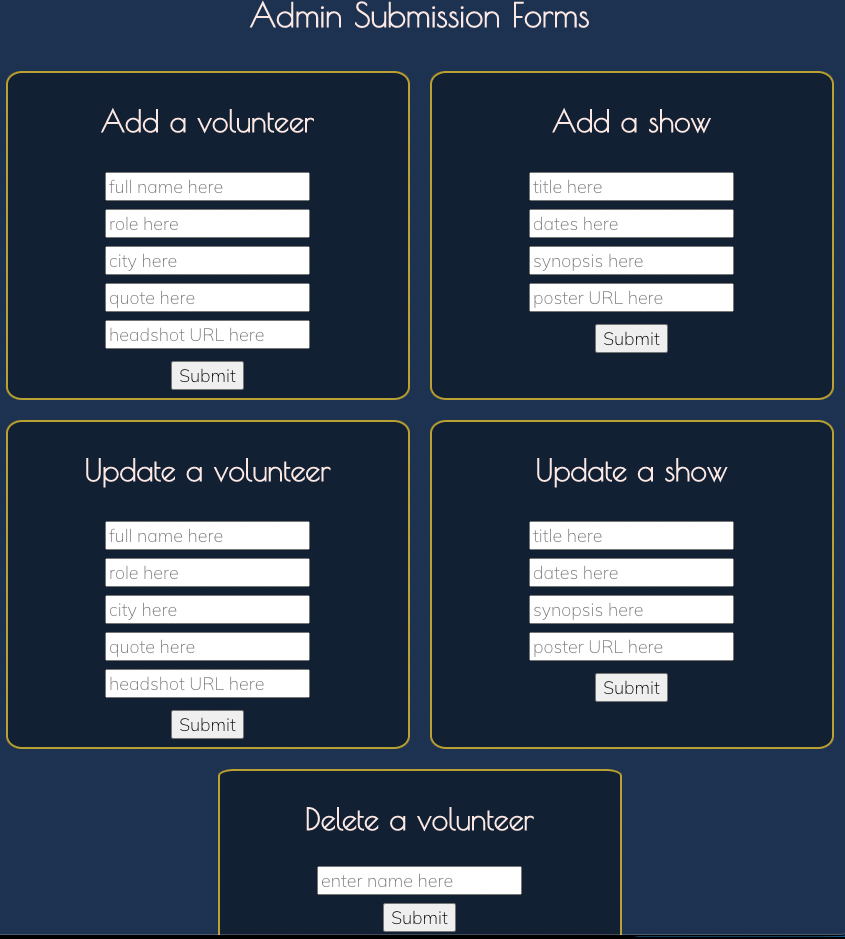 Admin Submission Forms
Add a volunteer
full name here
role here
city here
quote here
headshot URL here
Submit
Add a show
title here
dates here
synopsis here
poster URL here
Submit
Update a volunteer
full name here
role here
city here
quote here
headshot URL here
Submit
Update a show
title here
dates here
synopsis here
poster URL here
Submit
Delete a volunteer
enter name here
Submit